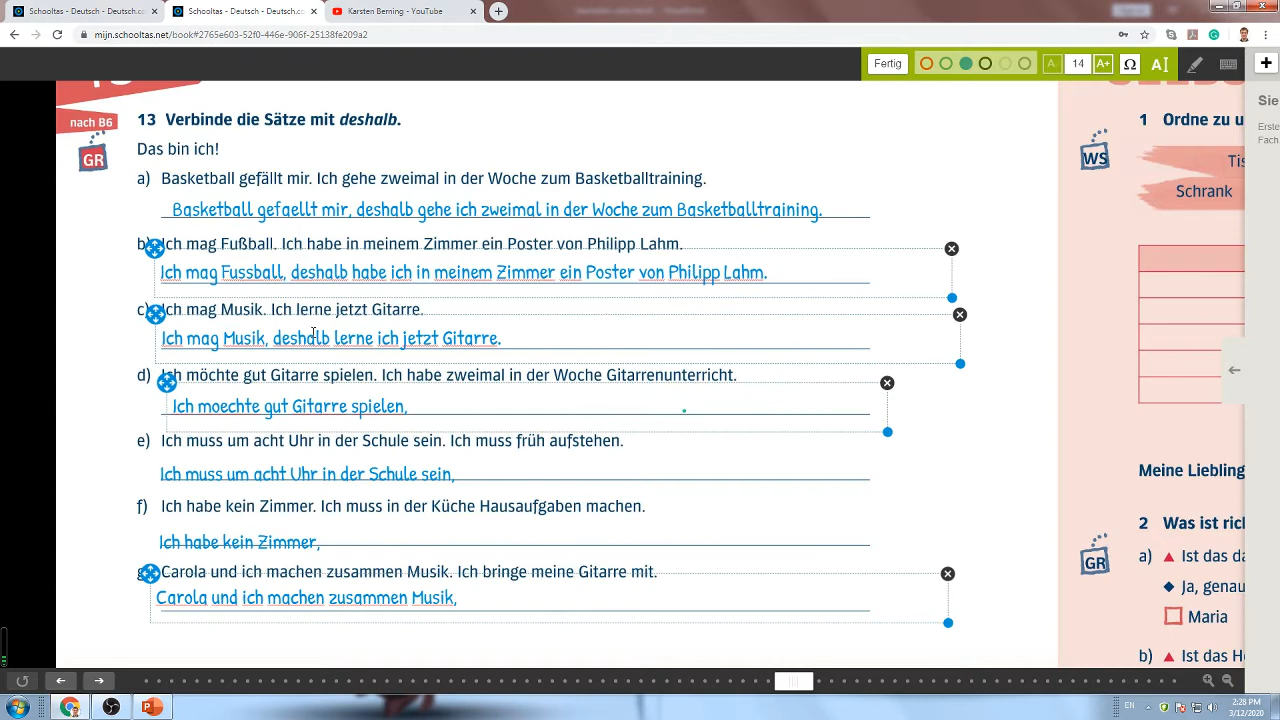 Schooltas - Deutsch - Deutsch.co
Schooltas - Deutsch - Deutsch.co
Karsten Berning - YouTube
mijn.schooltas.net/book#2765e603-52f0-446e-906f-25138fe209a2
Fertig
A-
14
A+
Ω
A
nach B6
GR
13 Verbinde die Sätze mit deshalb.
Das bin ich!
a) Basketball gefällt mir. Ich gehe zweimal in der Woche zum Basketballtraining.
Basketball gefaellt mir, deshalb gehe ich zweimal in der Woche zum Basketballtraining.
b) Ich mag Fußball. Ich habe in meinem Zimmer ein Poster von Philipp Lahm.
Ich mag Fussball, deshalb habe ich in meinem Zimmer ein Poster von Philipp Lahm.
c) Ich mag Musik. Ich lerne jetzt Gitarre.
Ich mag Musik, deshalb lerne ich jetzt Gitarre.
d) Ich möchte gut Gitarre spielen. Ich habe zweimal in der Woche Gitarrenunterricht.
Ich moechte gut Gitarre spielen,
e) Ich muss um acht Uhr in der Schule sein. Ich muss früh aufstehen.
Ich muss um acht Uhr in der Schule sein,
f) Ich habe kein Zimmer. Ich muss in der Küche Hausaufgaben machen.
Ich habe kein Zimmer,
g) Carola und ich machen zusammen Musik. Ich bringe meine Gitarre mit.
Carola und ich machen zusammen Musik,
WS
1 Ordne zu u
Tis
Schrank
Meine Liebling
2 Was ist rich
GR
a) Ist das da
Ja, genau
Maria
b) Ist das He
Sie
Erste
Fach
EN
2:28 PM
3/12/2020